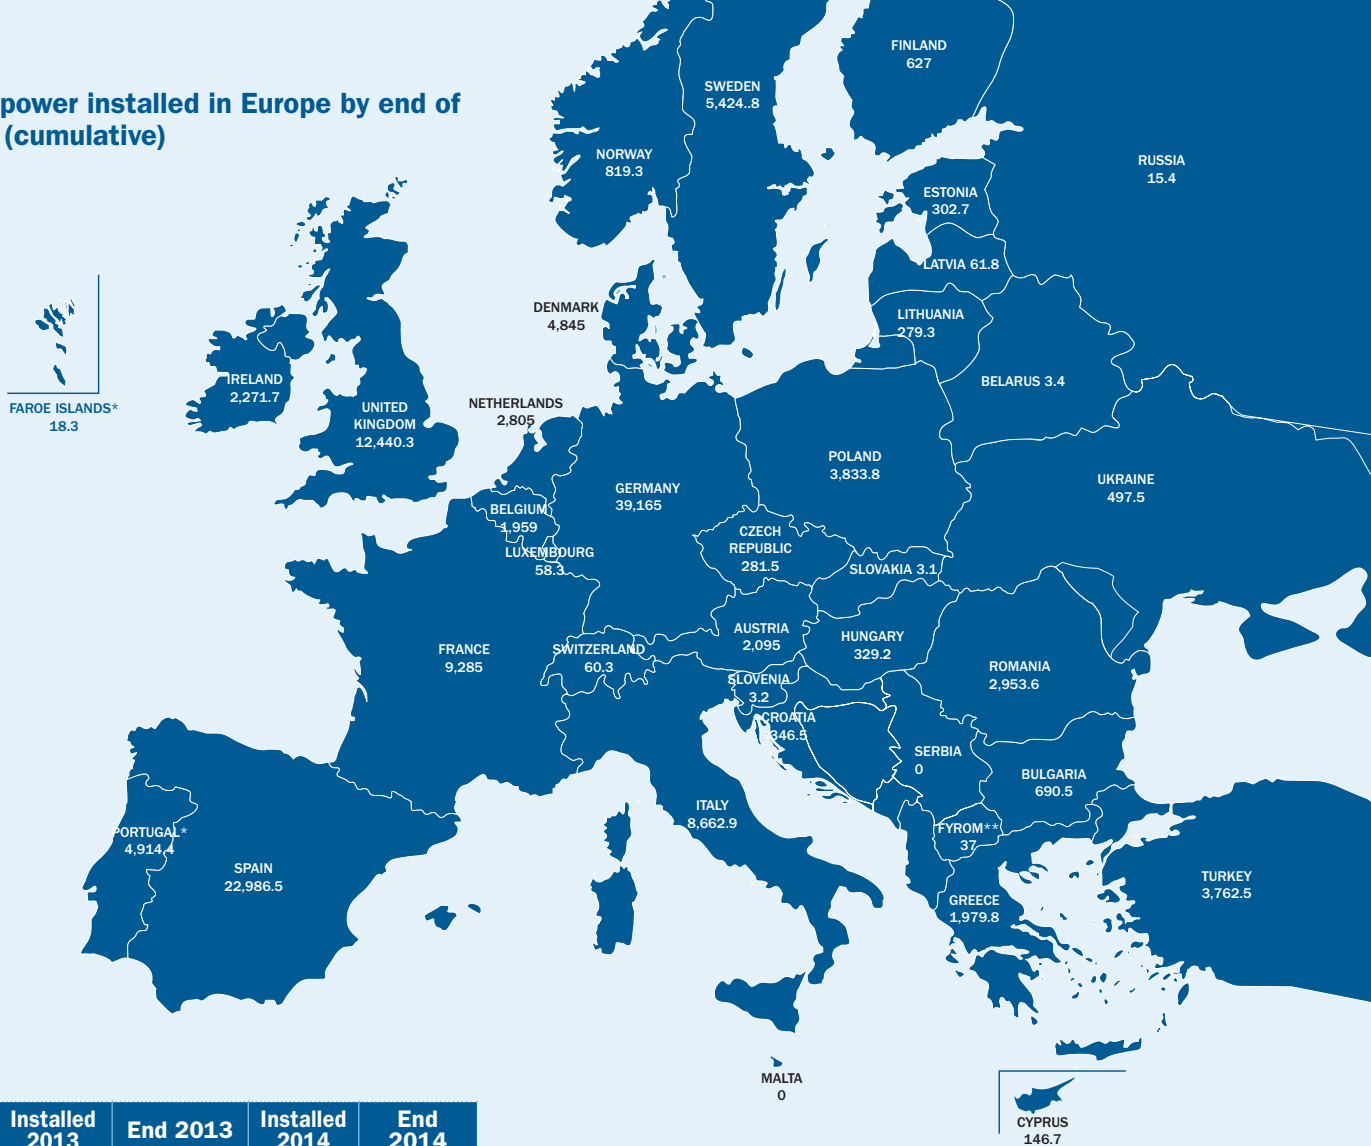 power installed in Europe by end of
(cumulative)
FINLAND
627
SWEDEN
5,424..8
NORWAY
819.3
RUSSIA
15.4
ESTONIA
302.7
LATVIA 61.8
LITHUANIA
279.3
DENMARK
4,845
BELARUS 3.4
IRELAND
2,271.7
FAROE ISLANDS*
18.3
UNITED
KINGDOM
12,440.3
NETHERLANDS
2,805
POLAND
3,833.8
UKRAINE
497.5
GERMANY
39,165
BELGIUM
1,959
CZECH
REPUBLIC
281.5
LUXEMBOURG
58.3
SLOVAKIA 3.1
AUSTRIA
2,095
HUNGARY
329.2
FRANCE
9,285
SWITZERLAND
60.3
ROMANIA
2,953.6
SLOVENIA
3.2
CROATIA
346.5
SERBIA
0
BULGARIA
690.5
ITALY
8,662.9
FYROM**
37
PORTUGAL*
4,914.4
SPAIN
22,986.5
TURKEY
3,762.5
GREECE
1,979.8
MALTA
0
CYPRUS
146.7
Installed
2013
End 2013
Installed
2014
End
2014